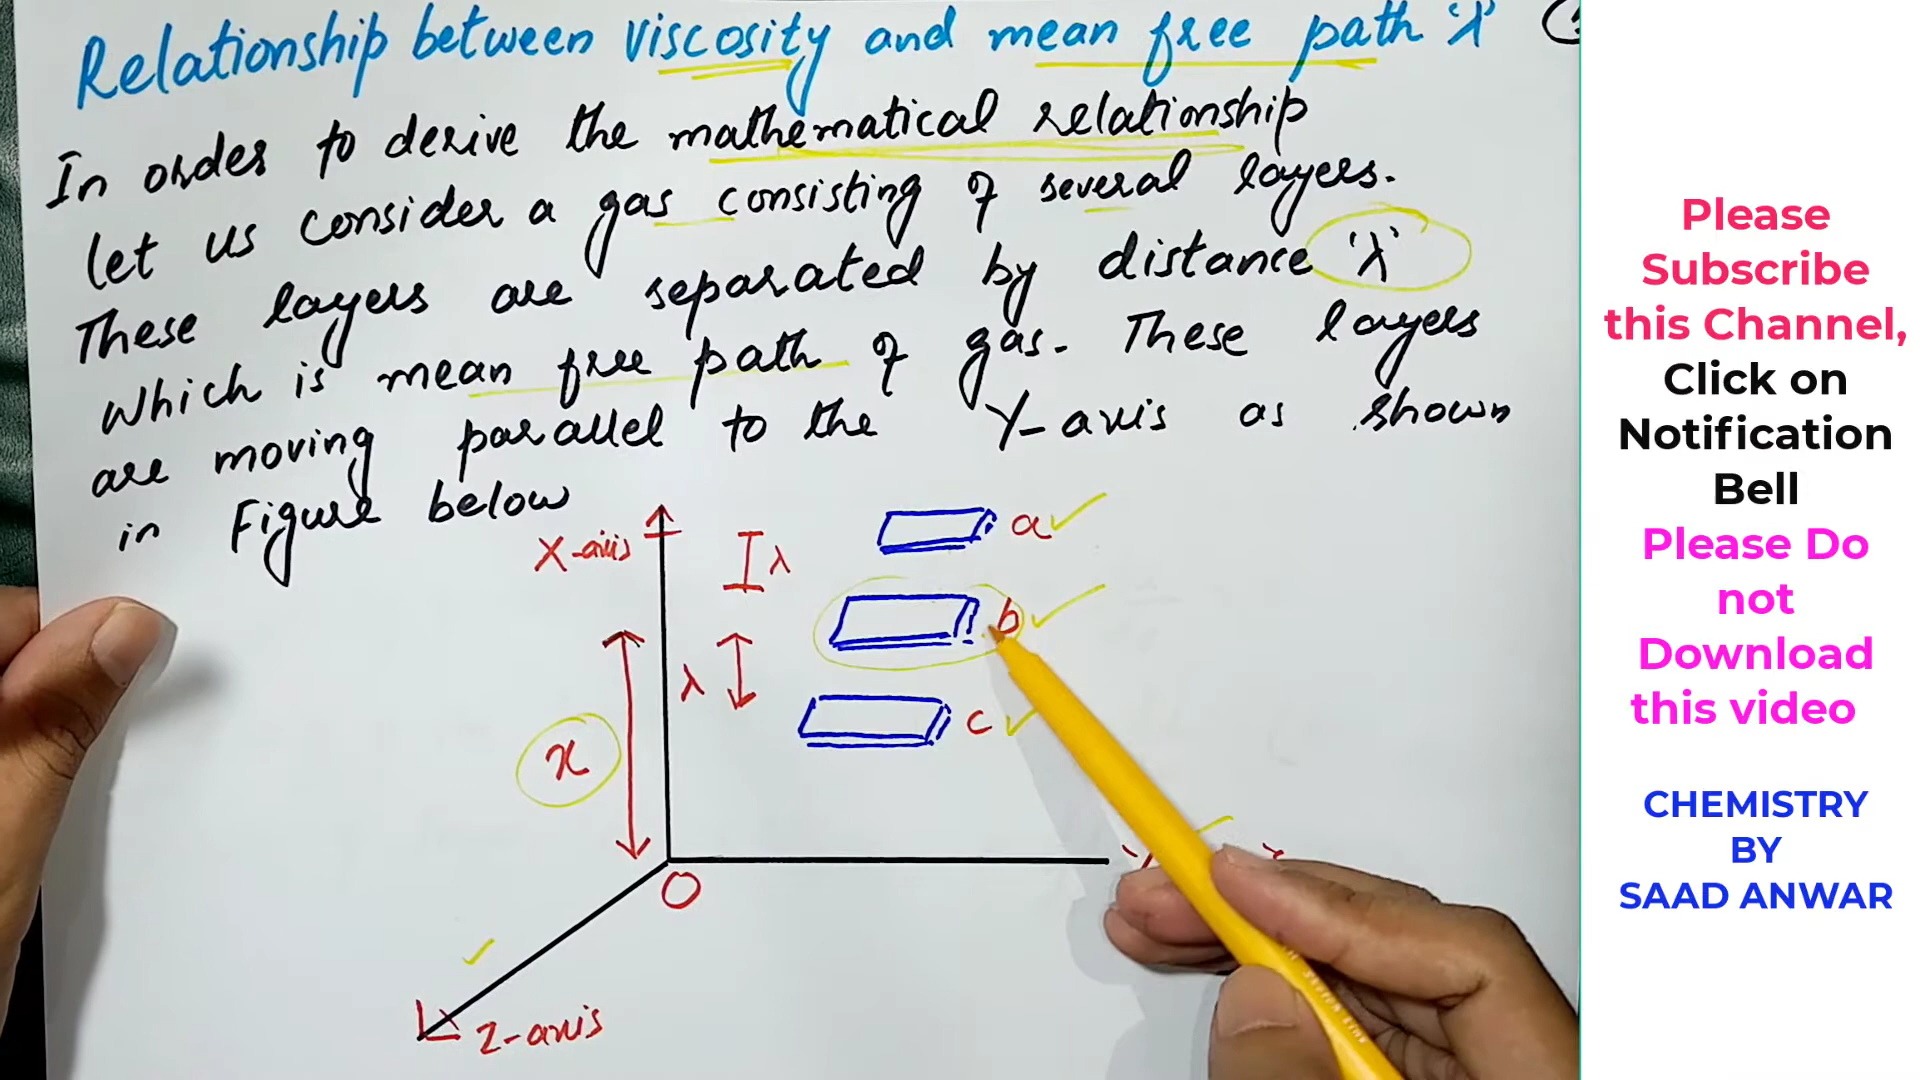 Relationship between viscosity and mean free path 'λ'
In order to derive the mathematical relationship
let us consider a gas consisting of several layers.
These layers are separated by distance 'λ'
which is mean free path of gas. These layers
are moving parallel to the Y-axis as shown
in Figure below
X-axis
λ
a
b
λ
c
x
O
Z-axis
Please
Subscribe
this Channel,
Click on
Notification
Bell
Please Do
not
Download
this video
CHEMISTRY
BY
SAAD ANWAR